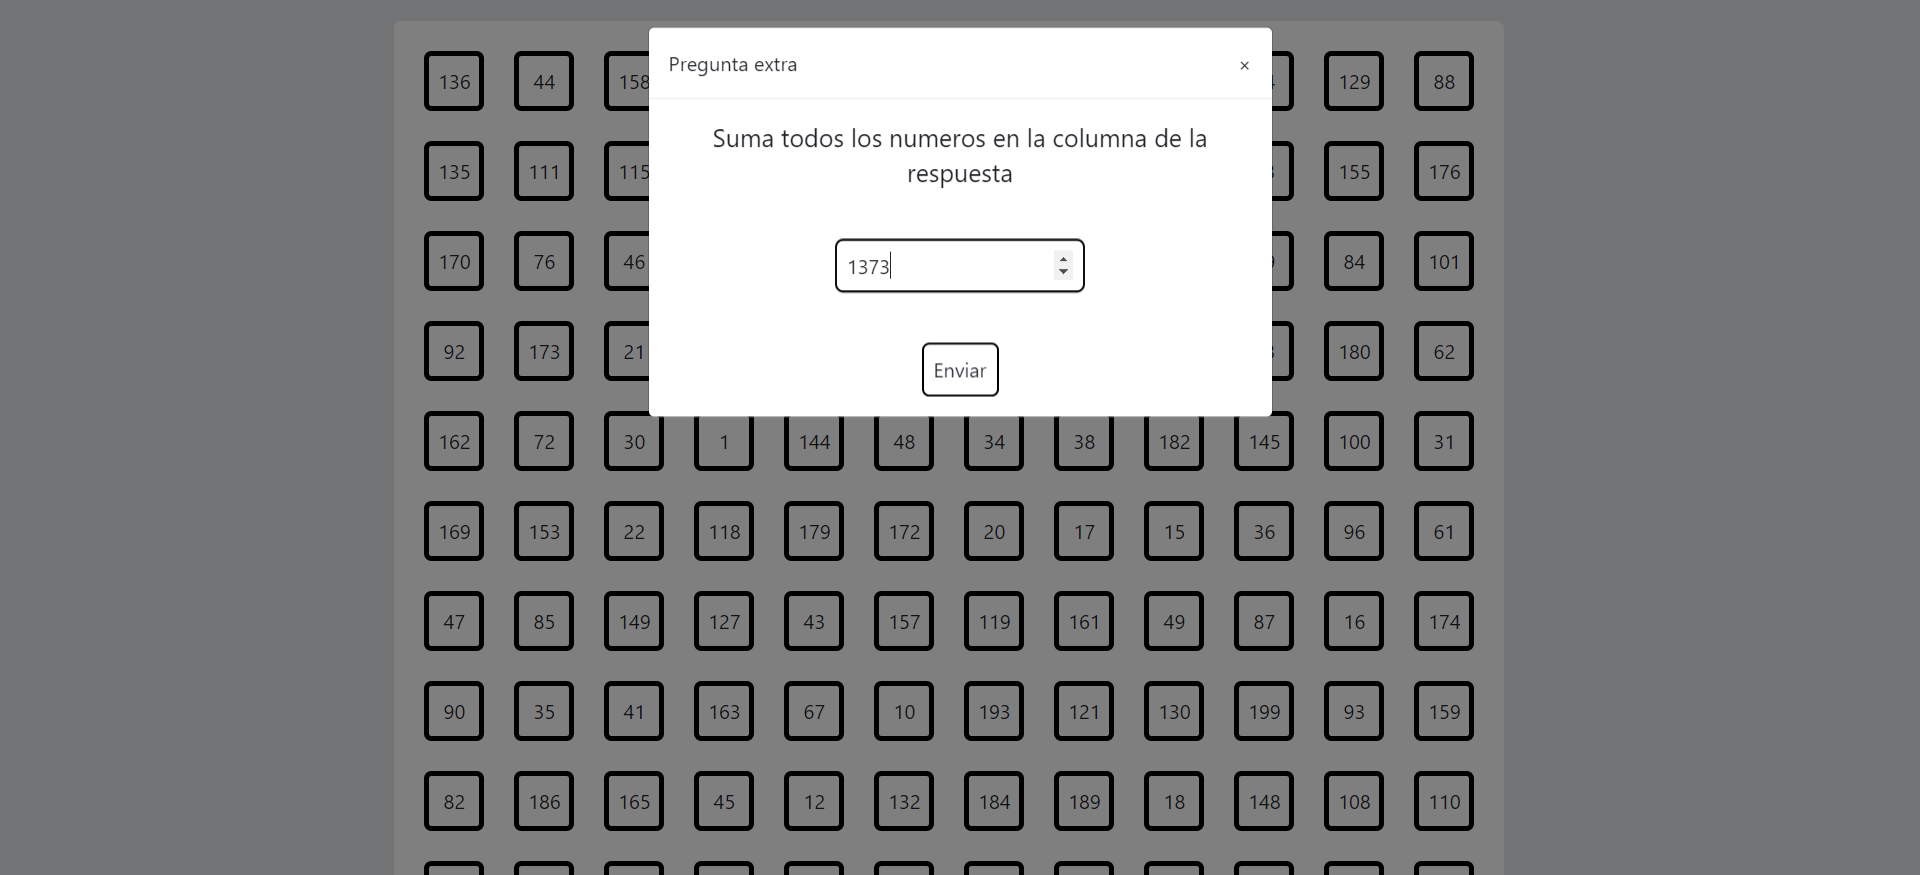 Pregunta extra ×
Suma todos los numeros en la columna de la
respuesta
1373
Enviar
136 44 158 129 88
135 111 115 155 176
170 76 46 84 101
92 173 21 180 62
162 72 30 1 144 48 34 38 182 145 100 31
169 153 22 118 179 172 20 17 15 36 96 61
47 85 149 127 43 157 119 161 49 87 16 174
90 35 41 163 67 10 193 121 130 199 93 159
82 186 165 45 12 132 184 189 18 148 108 110